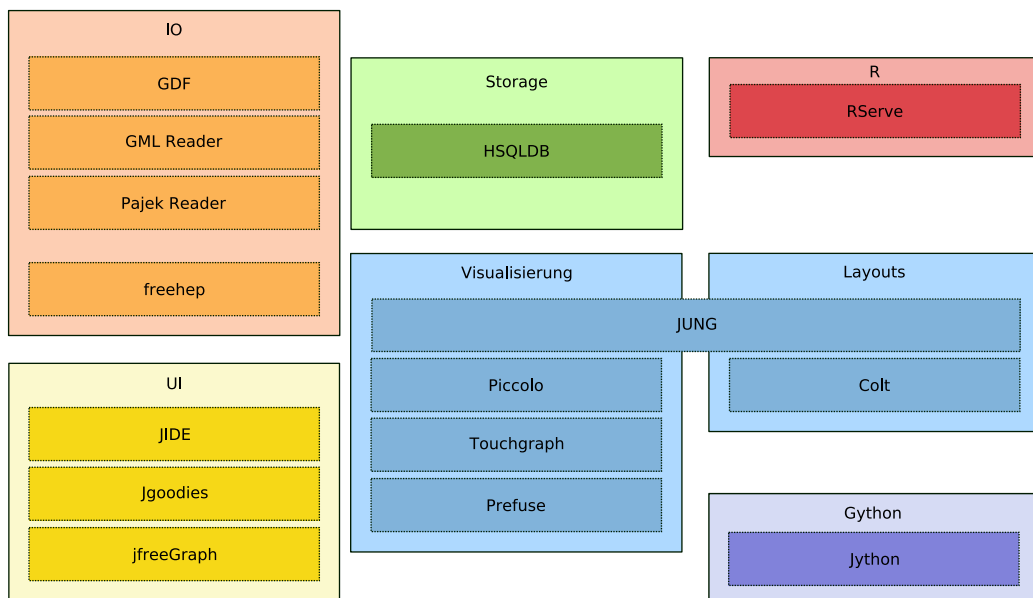 IO
GDF
GML Reader
Pajek Reader
freehep
UI
JIDE
Jgoodies
jfreeGraph
Storage
HSQLDB
Visualisierung
JUNG
Piccolo
Touchgraph
Prefuse
R
RServe
Layouts
Colt
Gython
Jython